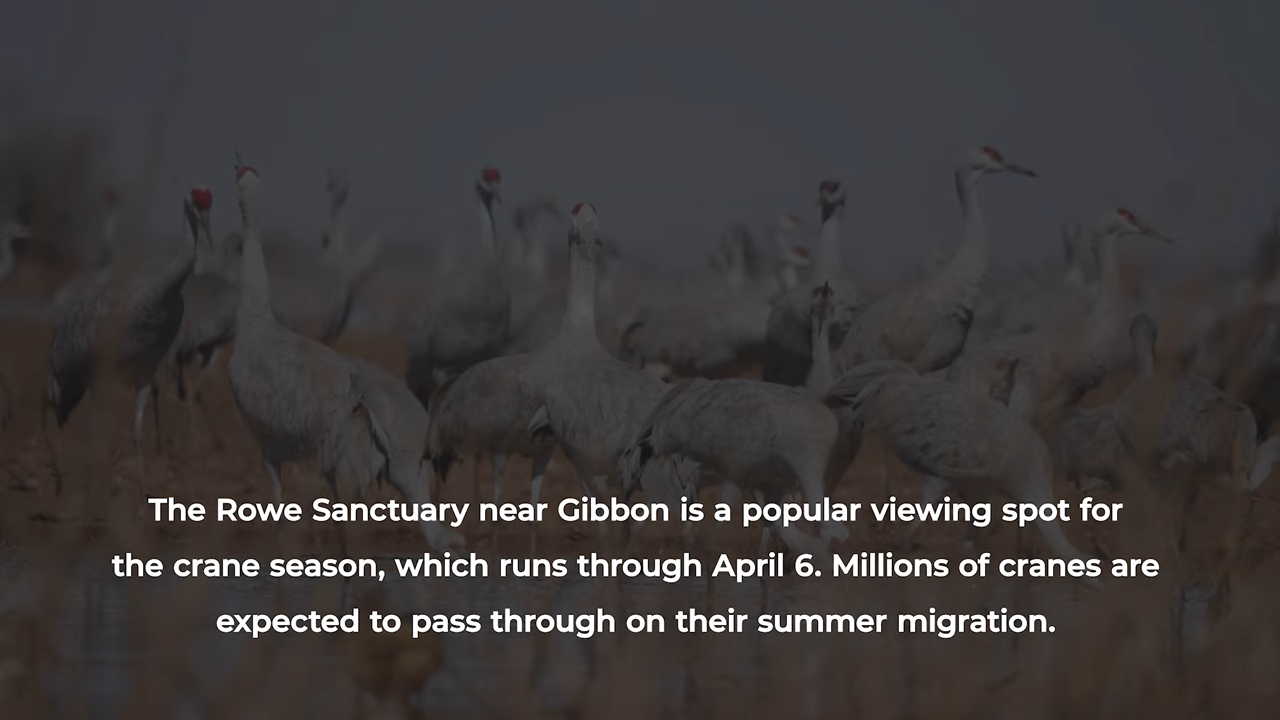 The Rowe Sanctuary near Gibbon is a popular viewing spot for
the crane season, which runs through April 6. Millions of cranes are
expected to pass through on their summer migration.